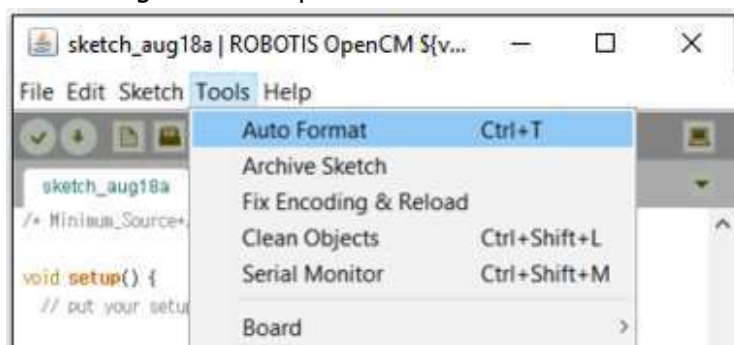 sketch_aug18a | ROBOTIS OpenCM ${v...
File Edit Sketch Tools Help
Auto Format Ctrl+T
Archive Sketch
sketch_aug18a
Fix Encoding & Reload
/* Minimum_Source*
Clean Objects Ctrl+Shift+L
void setup() {
Serial Monitor Ctrl+Shift+M
// put your setu
Board >